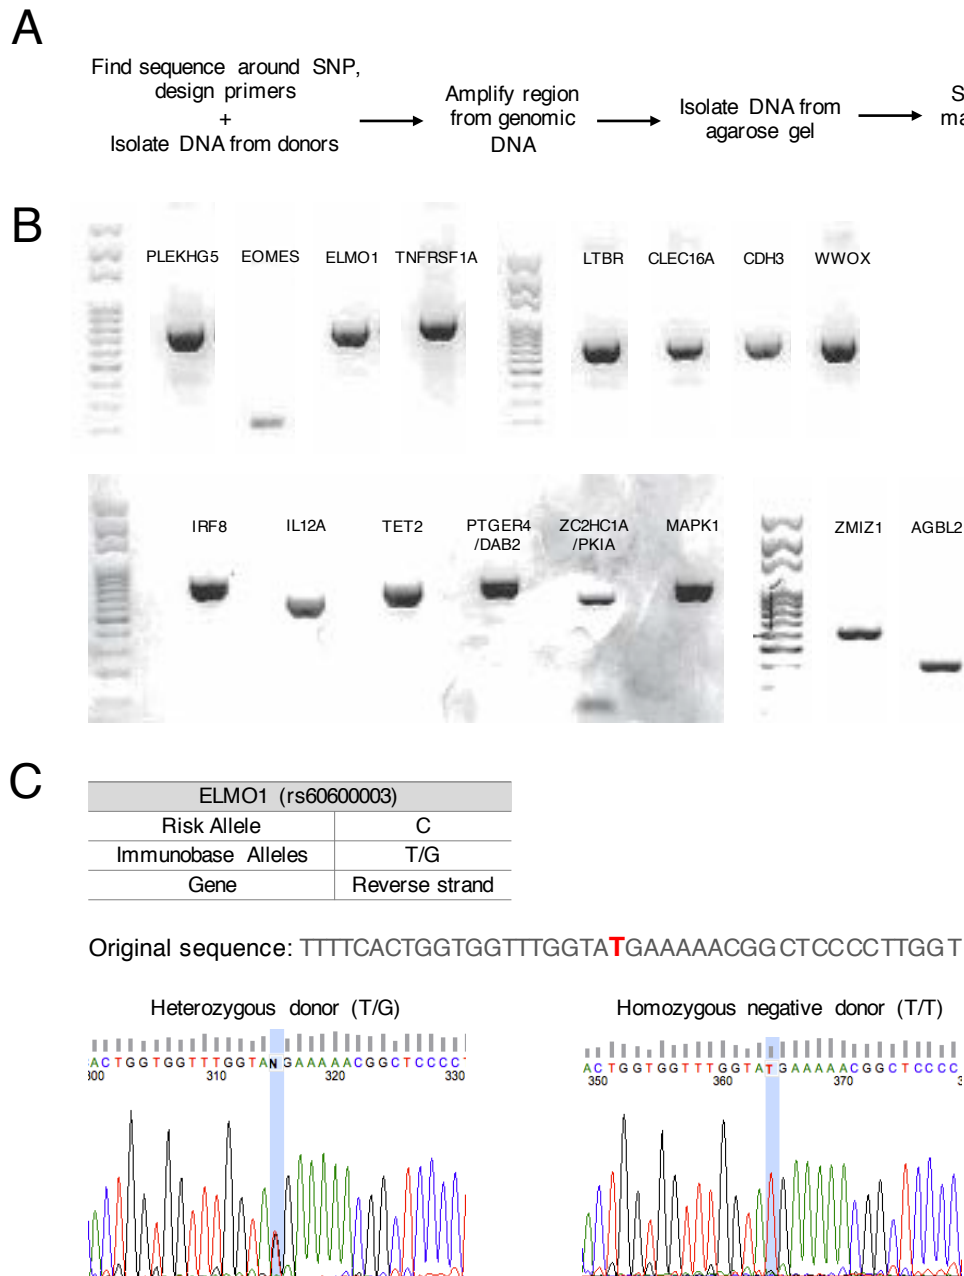 A
Find sequence around SNP,
design primers
+
Isolate DNA from donors
Amplify region
from genomic
DNA
Isolate DNA from
agarose gel
S
ma
B
PLEKHG5 EOMES ELMO1 TNFRSF1A LTBR CLEC16A CDH3 WWOX
IRF8 IL12A TET2 PTGER4
/DAB2 ZC2HC1A
/PKIA MAPK1 ZMIZ1 AGBL2
C
ELMO1 (rs60600003)
Risk Allele C
Immunobase Alleles T/G
Gene Reverse strand
Original sequence: TTTTCACTGGTGGTTTGGTATGAAAAACGGCTCCCCTTGGT
Heterozygous donor (T/G)
ACTGGTGGTTTGGTANGAAAAACGGCTCCCC
300 310 320 330
Homozygous negative donor (T/T)
ACTGGTGGTTTGGTATGAAAAACGGCTCCCC
350 360 370